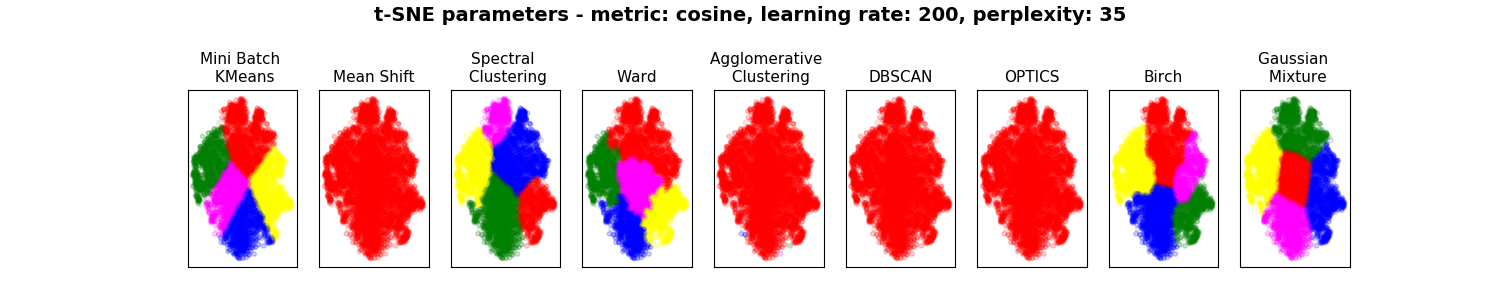 t-SNE parameters - metric: cosine, learning rate: 200, perplexity: 35
Mini Batch
KMeans
Mean Shift
Spectral
Clustering
Ward
Agglomerative
Clustering
DBSCAN
OPTICS
Birch
Gaussian
Mixture